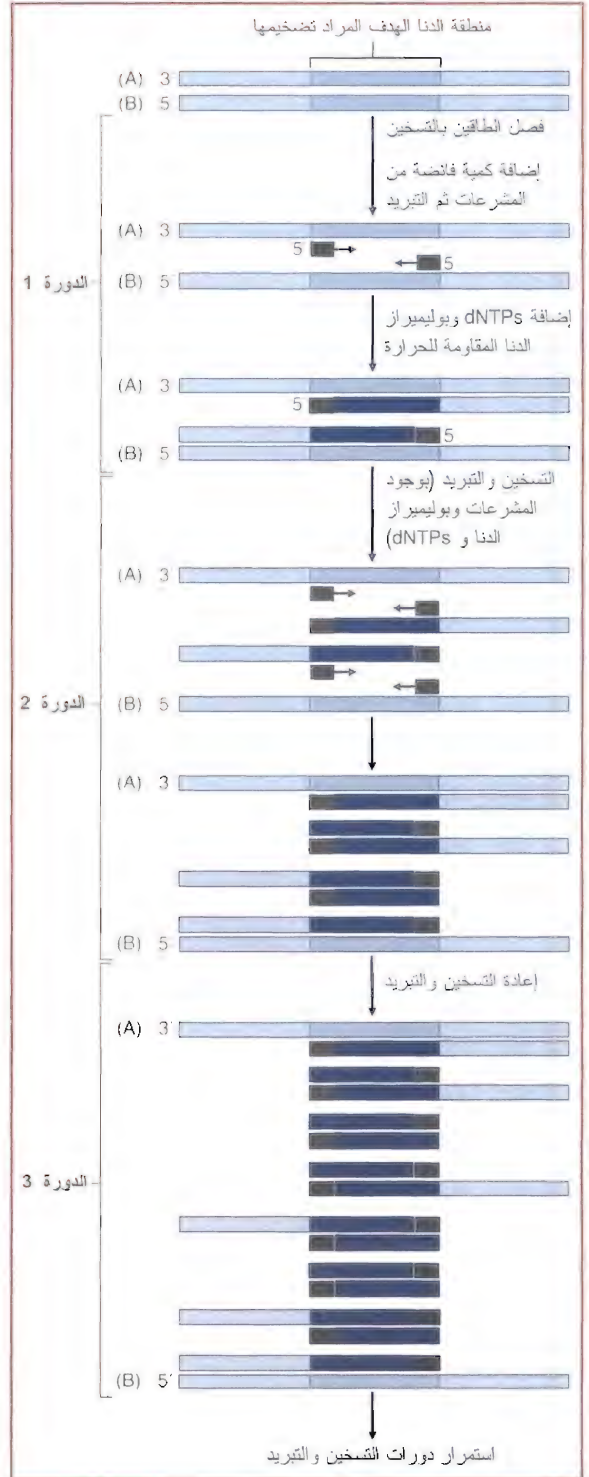 منطقة الدنا الهدف المراد تضخيمها
(A) 3
(B) 5
فصل الطاقين بالتسخين
إضافة كمية فائضة من
المشرعات ثم التبريد
(A) 3
5
5
(B) 5
الدورة 1
إضافة dNTPs وبوليميراز
الدنا المقاومة للحرارة
(A) 3
5
5
(B) 5
التسخين والتبريد (بوجود
المشرعات وبوليميراز
الدنا و dNTPs)
(A) 3
(B) 5
الدورة 2
(A) 3
(B) 5
إعادة التسخين والتبريد
(A) 3´
الدورة 3
(B) 5´
استمرار دورات التسخين والتبريد